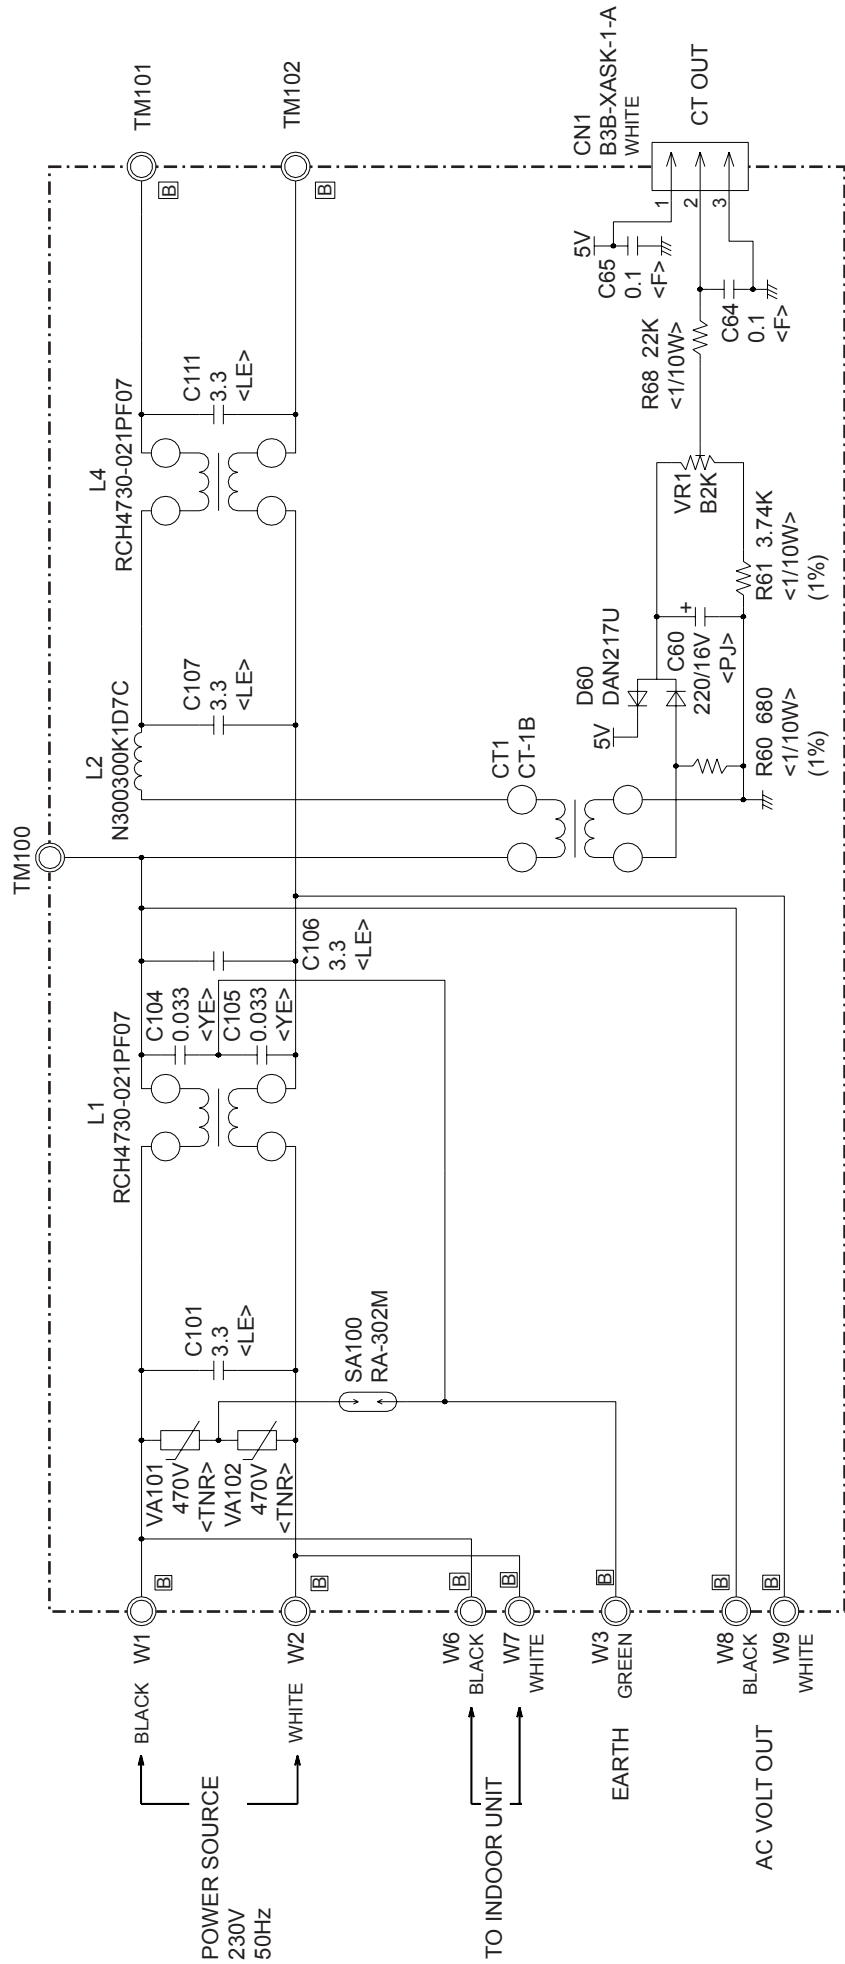 POWER SOURCE
230V
50Hz
BLACK
W1
WHITE
W2
TO INDOOR UNIT
W6
BLACK
W7
WHITE
EARTH
W3
GREEN
AC VOLT OUT
W8
BLACK
W9
WHITE
B
B
B
B
B
B
B
VA101
470V
<TNR>
VA102
470V
<TNR>
C101
3.3
<LE>
SA100
RA-302M
L1
RCH4730-021PF07
C104
0.033
<YE>
C105
0.033
<YE>
C106
3.3
<LE>
TM100
L2
N300300K1D7C
C107
3.3
<LE>
CT1
CT-1B
L4
RCH4730-021PF07
C111
3.3
<LE>
B
B
TM101
TM102
5V
D60
DAN217U
C60
220/16V
<PJ>
+
R60 680
<1/10W>
(1%)
R61 3.74K
<1/10W>
(1%)
VR1
B2K
R68 22K
<1/10W>
5V
C65
0.1
<F>
C64
0.1
<F>
1
2
3
CN1
B3B-XASK-1-A
WHITE
CT OUT